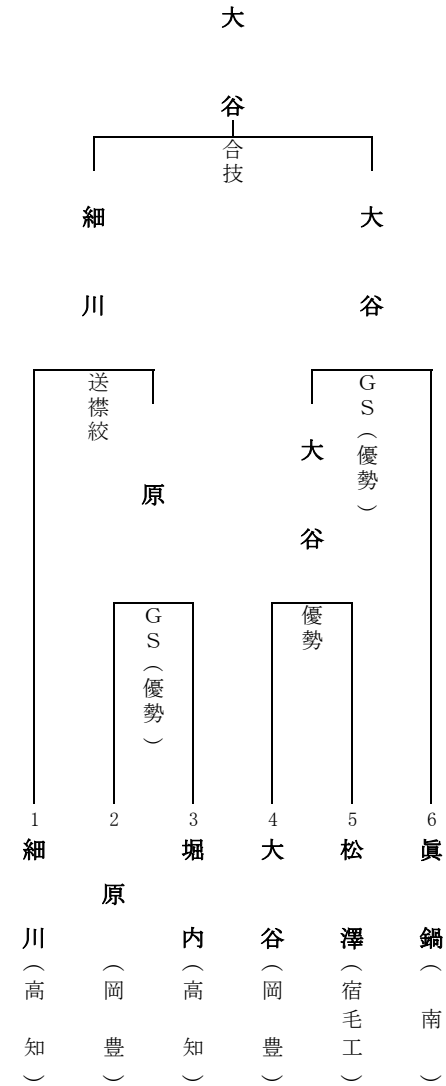 大谷
合技
細川
大谷
送襟絞
GS(優勢)
原
大谷
GS(優勢)
優勢
1
2
3
4
5
6
細川(高知)
原(岡豊)
堀内(高知)
大谷(岡豊)
松澤(宿毛工)
眞鍋(南)